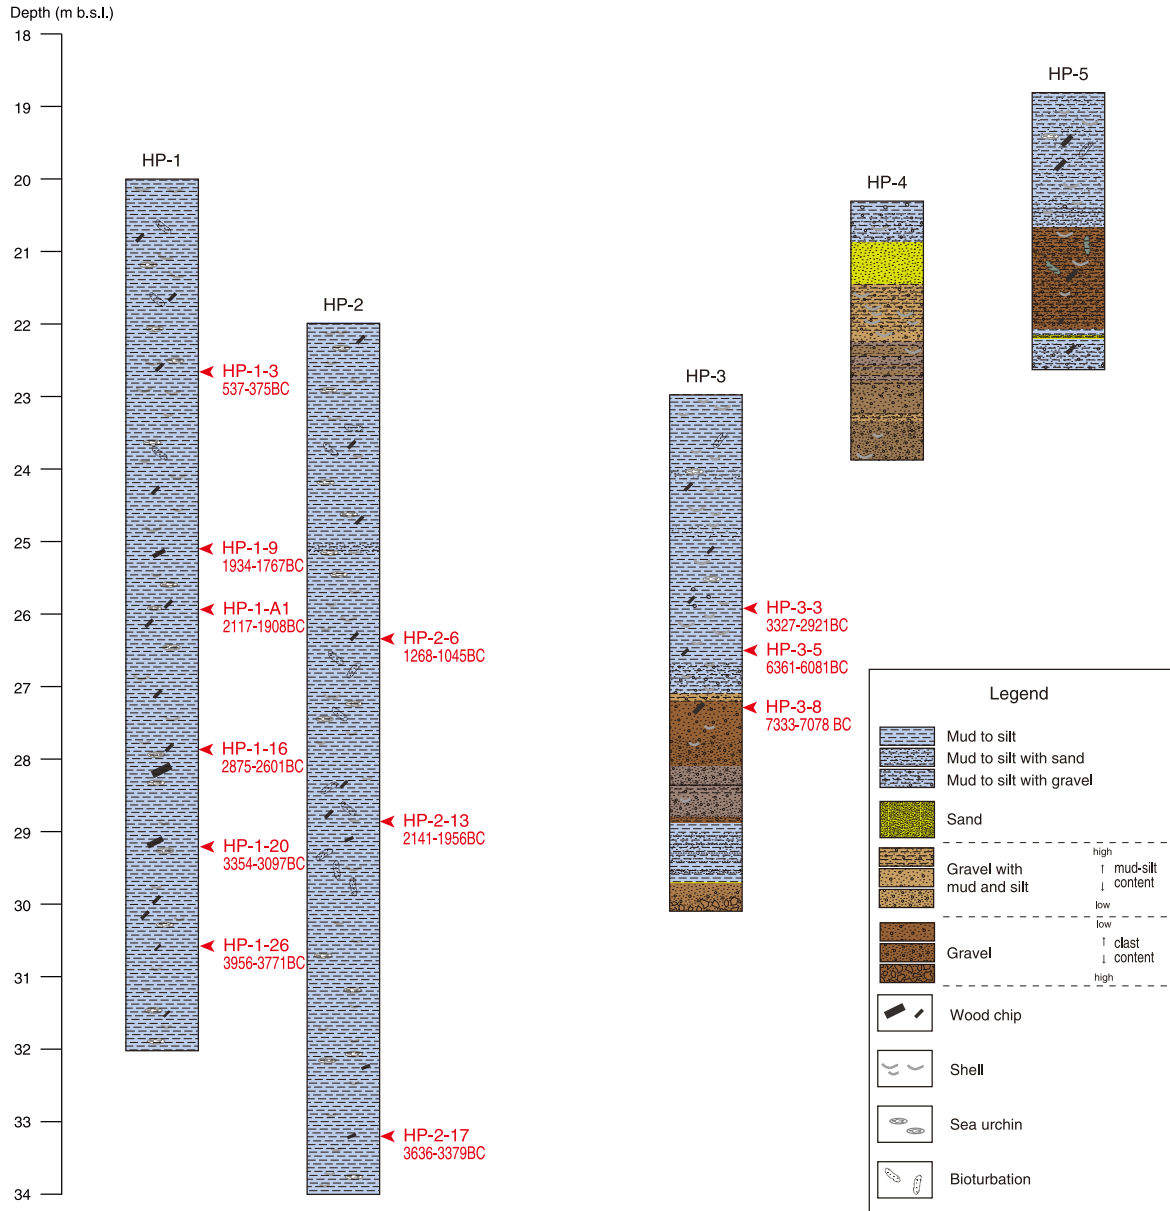 Depth (m b.s.l.)
18
19
20
21
22
23
24
25
26
27
28
29
30
31
32
33
34
HP-1
HP-1-3
537-375BC
HP-1-9
1934-1767BC
HP-1-A1
2117-1908BC
HP-1-16
2875-2601BC
HP-1-20
3354-3097BC
HP-1-26
3956-3771BC
HP-2
HP-2-6
1268-1045BC
HP-2-13
2141-1956BC
HP-2-17
3636-3379BC
HP-3
HP-3-3
3327-2921BC
HP-3-5
6361-6081BC
HP-3-8
7333-7078 BC
HP-4
HP-5
Legend
Mud to silt
Mud to silt with sand
Mud to silt with gravel
Sand
Gravel with
mud and silt
high
↑ mud-silt
↓ content
low
Gravel
low
↑ clast
↓ content
high
Wood chip
Shell
Sea urchin
Bioturbation